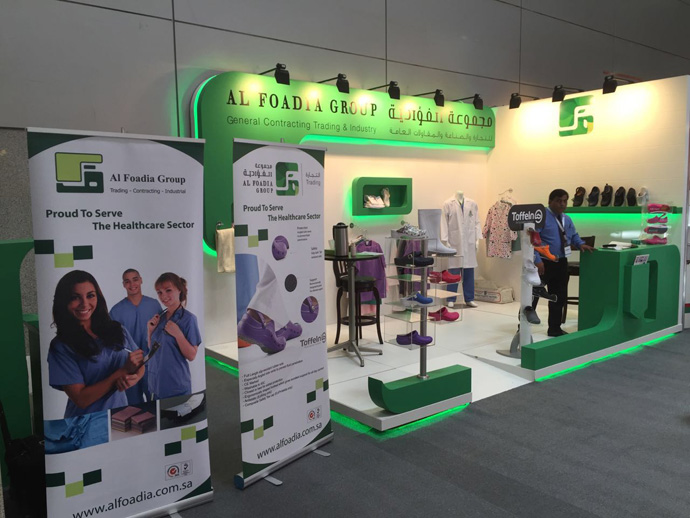 AL FOADIA GROUP مجموعة الفؤادية
General Contracting Trading & Industry للتجارة والصناعة والمقاولات العامة
Al Foadia Group
Trading - Contracting - Industrial
Proud To Serve
The Healthcare Sector
www.alfoadia.com.sa
مجموعة
الفؤادية
AL FOADIA
GROUP
التجارة
Trading
Proud To Serve
The Healthcare Sector
Toffeln
www.alfoadia.com.sa
Toffeln